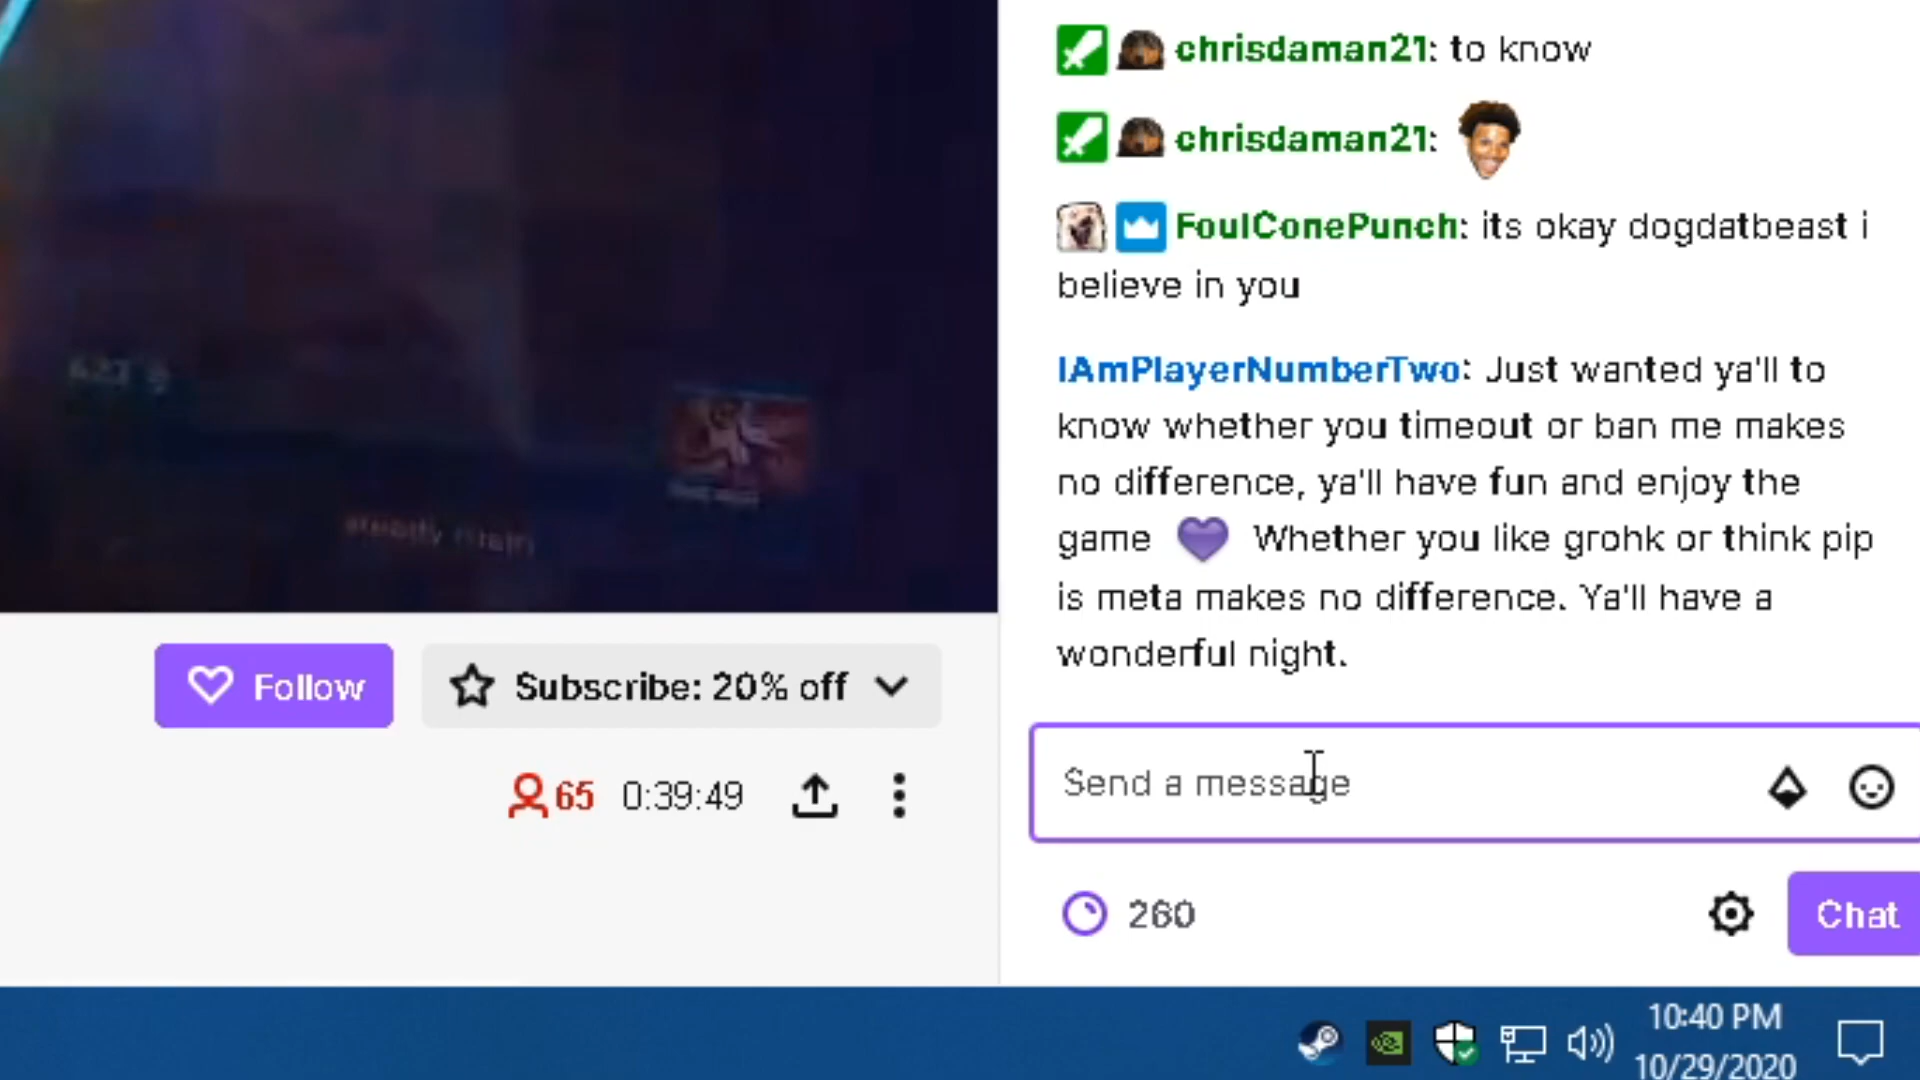 chrisdaman21: to know
chrisdaman21:
FoulConePunch: its okay dogdatbeast i
believe in you
IAmPlayerNumberTwo: Just wanted ya'll to
know whether you timeout or ban me makes
no difference, ya'll have fun and enjoy the
game 💜 Whether you like grohk or think pip
is meta makes no difference. Ya'll have a
wonderful night.
Follow
Subscribe: 20% off
65 0:39:49
Send a message
260
Chat
10:40 PM
10/29/2020